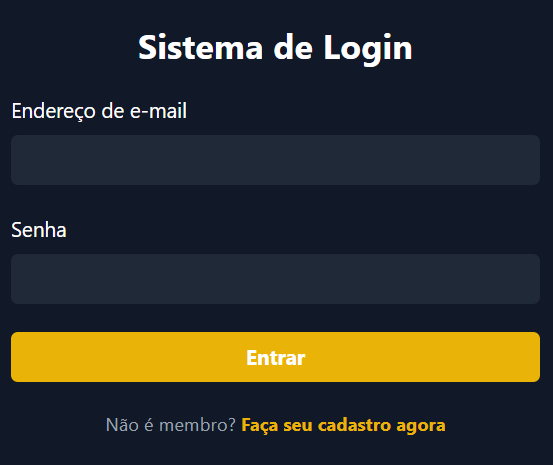 Sistema de Login
Endereço de e-mail
Senha
Entrar
Não é membro? Faça seu cadastro agora